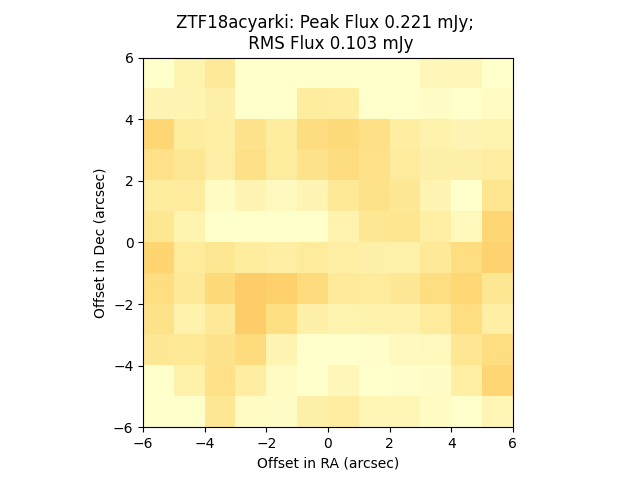 ZTF18acyarki: Peak Flux 0.221 mJy;
RMS Flux 0.103 mJy
6
4
2
0
−2
−4
−6
Offset in Dec (arcsec)
−6 −4 −2 0 2 4 6
Offset in RA (arcsec)